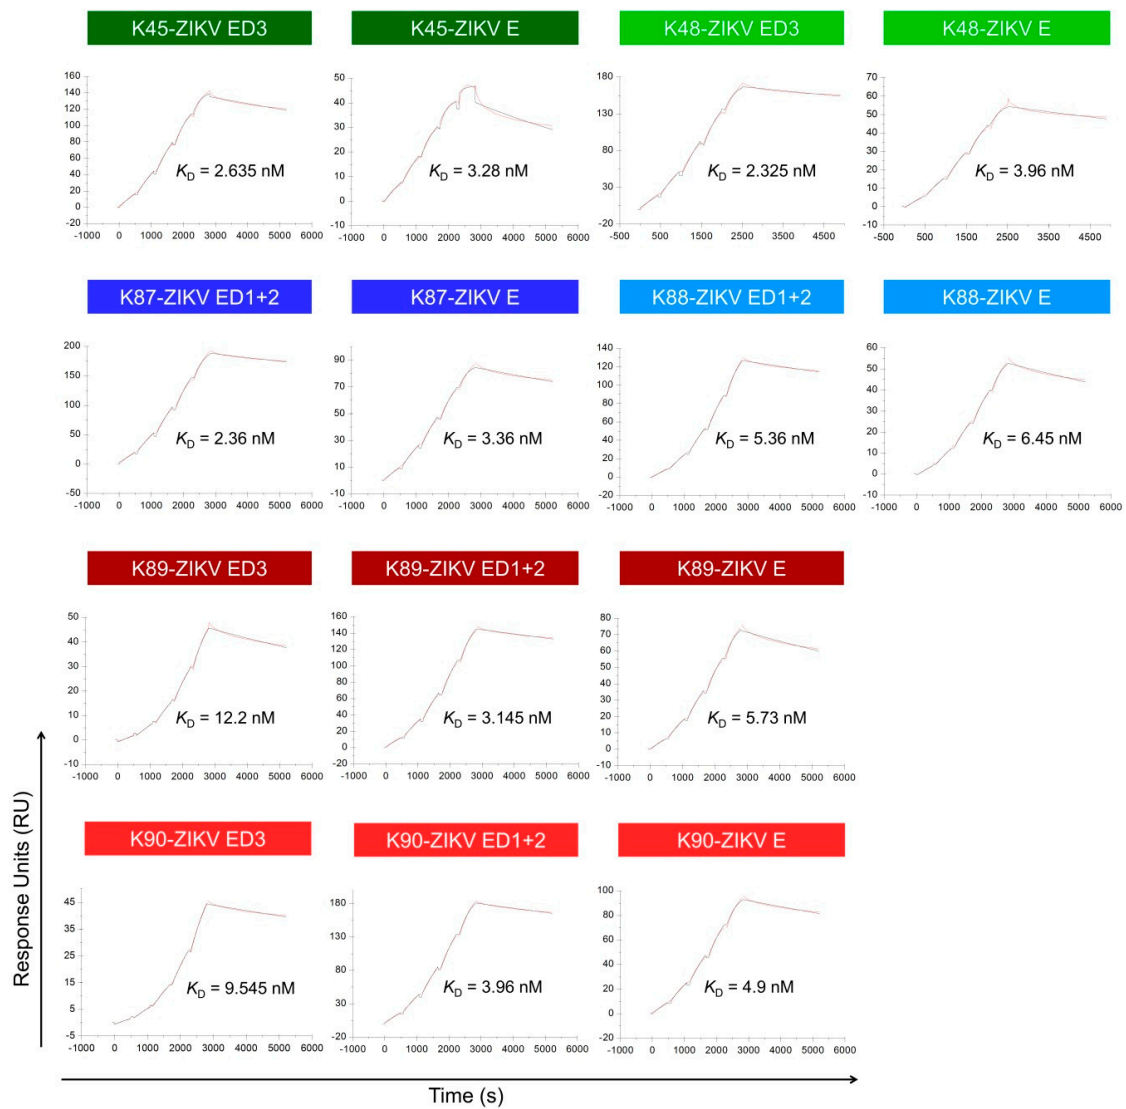 K45-ZIKV ED3
K45-ZIKV E
K48-ZIKV ED3
K48-ZIKV E
160
140
120
100
80
60
40
20
0
-20
-1000 0 1000 2000 3000 4000 5000 6000
K_D = 2.635 nM
50
40
30
20
10
0
-10
-1000 0 1000 2000 3000 4000 5000 6000
K_D = 3.28 nM
180
130
80
30
-20
-500 500 1500 2500 3500 4500
K_D = 2.325 nM
70
60
50
40
30
20
10
0
-10
-500 500 1500 2500 3500 4500
K_D = 3.96 nM
K87-ZIKV ED1+2
K87-ZIKV E
K88-ZIKV ED1+2
K88-ZIKV E
200
150
100
50
0
-50
-1000 0 1000 2000 3000 4000 5000 6000
K_D = 2.36 nM
90
70
50
30
10
-10
-1000 0 1000 2000 3000 4000 5000 6000
K_D = 3.36 nM
140
120
100
80
60
40
20
0
-20
-1000 0 1000 2000 3000 4000 5000 6000
K_D = 5.36 nM
60
50
40
30
20
10
0
-10
-1000 0 1000 2000 3000 4000 5000 6000
K_D = 6.45 nM
K89-ZIKV ED3
K89-ZIKV ED1+2
K89-ZIKV E
50
40
30
20
10
0
-10
-1000 0 1000 2000 3000 4000 5000 6000
K_D = 12.2 nM
160
140
120
100
80
60
40
20
0
-20
-1000 0 1000 2000 3000 4000 5000 6000
K_D = 3.145 nM
80
70
60
50
40
30
20
10
0
-10
-1000 0 1000 2000 3000 4000 5000 6000
K_D = 5.73 nM
K90-ZIKV ED3
K90-ZIKV ED1+2
K90-ZIKV E
45
35
25
15
5
-5
-1000 0 1000 2000 3000 4000 5000 6000
K_D = 9.545 nM
180
130
80
30
-20
-1000 0 1000 2000 3000 4000 5000 6000
K_D = 3.96 nM
100
80
60
40
20
0
-20
-1000 0 1000 2000 3000 4000 5000 6000
K_D = 4.9 nM
Response Units (RU)
Time (s)